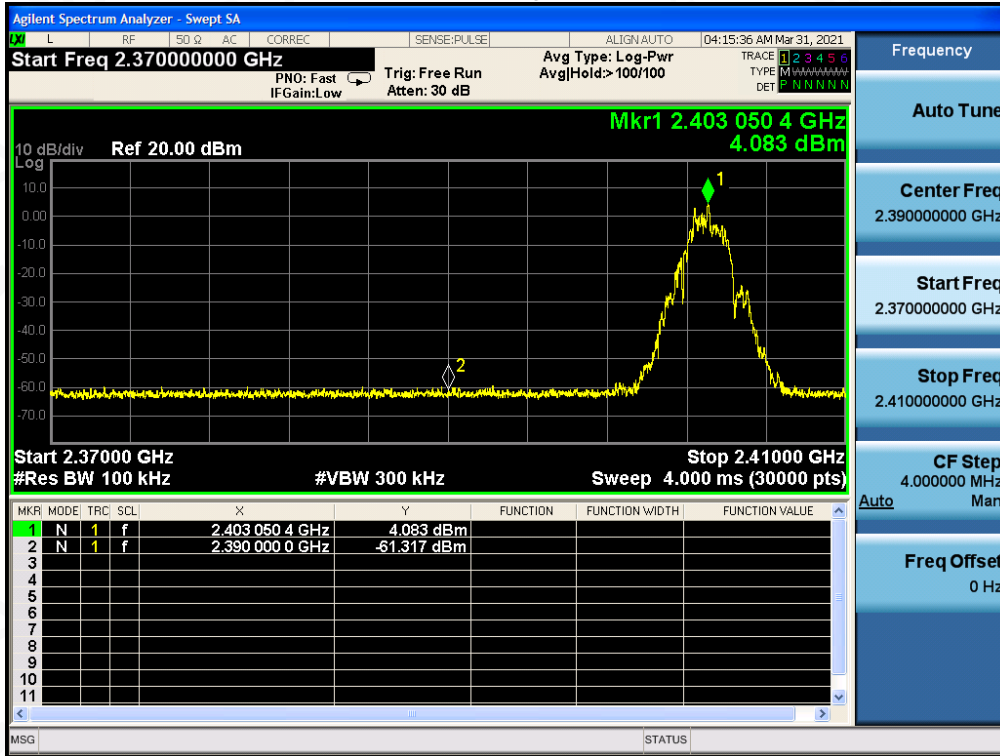 Agilent Spectrum Analyzer - Swept SA
LXI L RF 50 Ω AC CORREC SENSE:PULSE ALIGN AUTO 04:15:36 AM Mar 31, 2021
Start Freq 2.370000000 GHz
PNO: Fast
IFGain:Low
Trig: Free Run
Atten: 30 dB
Avg Type: Log-Pwr
Avg|Hold:> 100/100
TRACE 1 2 3 4 5 6
TYPE M
DET P N N N N N
Mkr1 2.403 050 4 GHz
4.083 dBm
10 dB/div Ref 20.00 dBm
Log
10.0
0.00
-10.0
-20.0
-30.0
-40.0
-50.0
-60.0
-70.0
1
2
Start 2.37000 GHz Stop 2.41000 GHz
#Res BW 100 kHz #VBW 300 kHz Sweep 4.000 ms (30000 pts)
MKR MODE TRC SCL X Y FUNCTION FUNCTION WIDTH FUNCTION VALUE
1 N 1 f 2.403 050 4 GHz 4.083 dBm
2 N 1 f 2.390 000 0 GHz -61.317 dBm
3
4
5
6
7
8
9
10
11
MSG STATUS
Frequency
Auto Tune
Center Freq
2.390000000 GHz
Start Freq
2.370000000 GHz
Stop Freq
2.410000000 GHz
CF Step
4.000000 MHz
Auto Man
Freq Offset
0 Hz